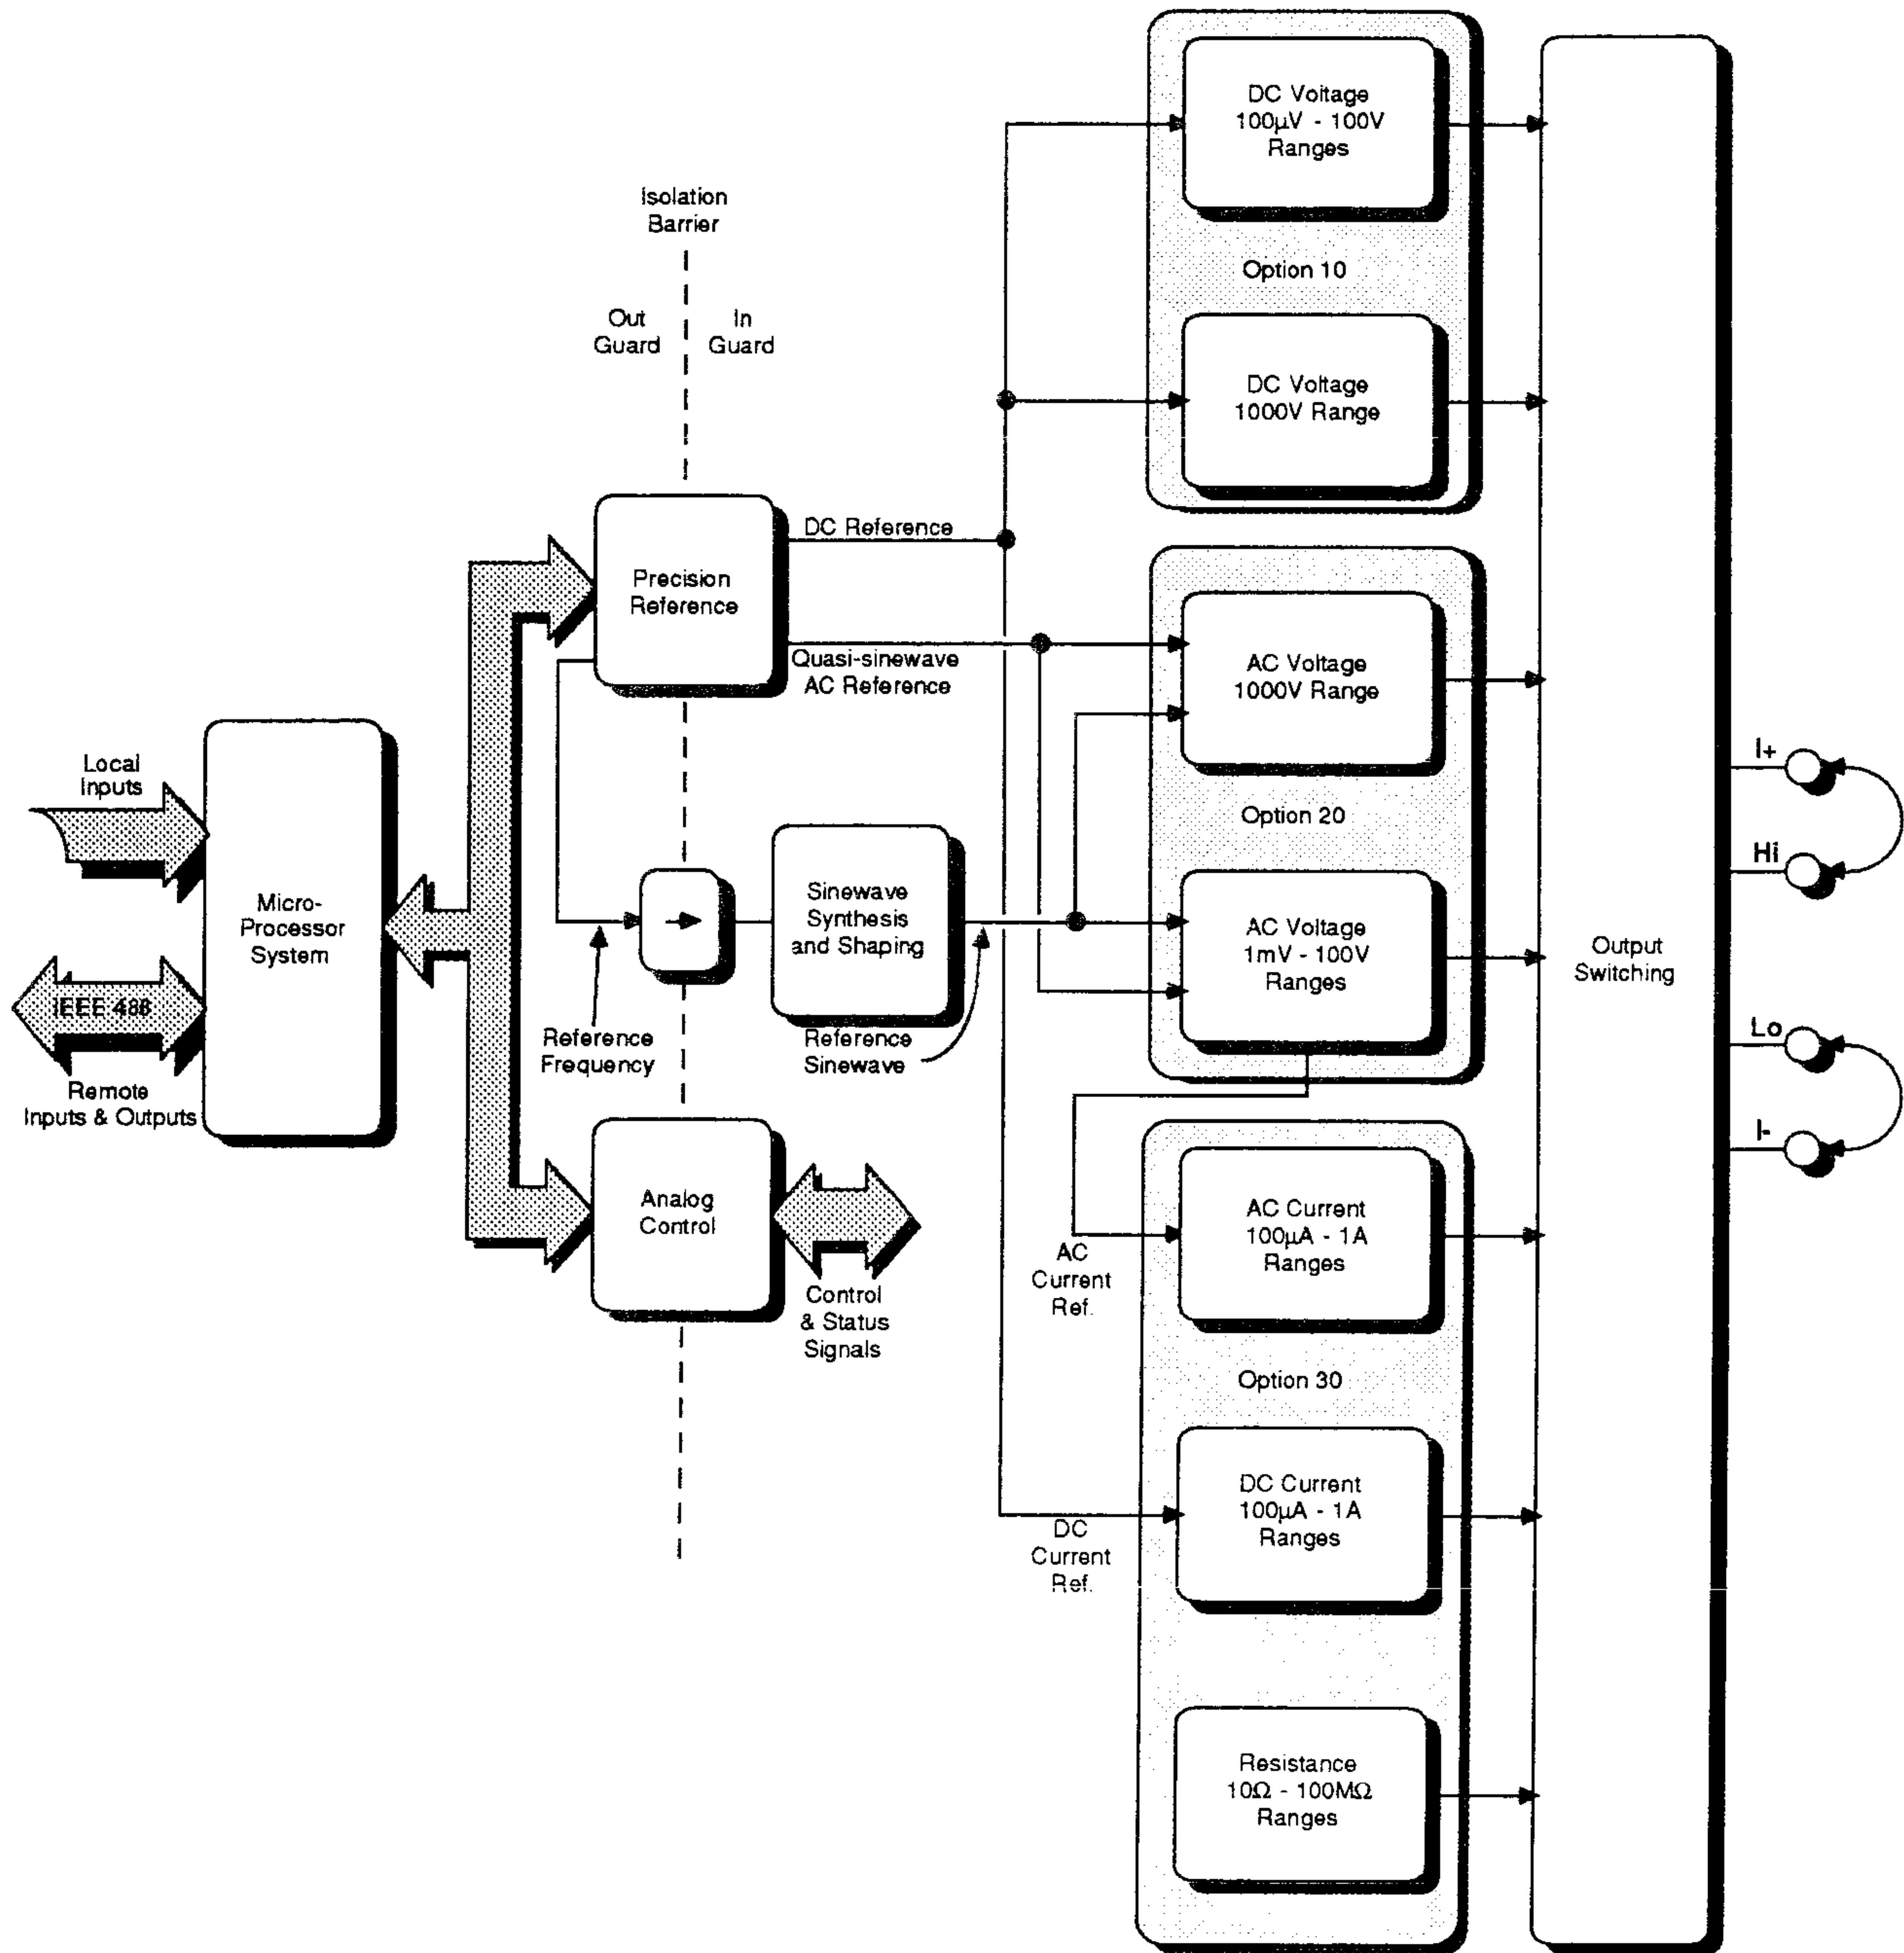 DC Voltage
100µV - 100V
Ranges
Option 10
DC Voltage
1000V Range
Isolation
Barrier
Out
Guard
In
Guard
DC Reference
Precision
Reference
Quasi-sinewave
AC Reference
AC Voltage
1000V Range
Option 20
AC Voltage
1mV - 100V
Ranges
Local
Inputs
Micro-
Processor
System
IEEE 488
Remote
Inputs & Outputs
Sinewave
Synthesis
and Shaping
Reference
Frequency
Reference
Sinewave
Analog
Control
Control
& Status
Signals
AC
Current
Ref.
AC Current
100µA - 1A
Ranges
Option 30
DC Current
100µA - 1A
Ranges
DC
Current
Ref.
Resistance
10Ω - 100MΩ
Ranges
Output
Switching
I+
Hi
Lo
I-